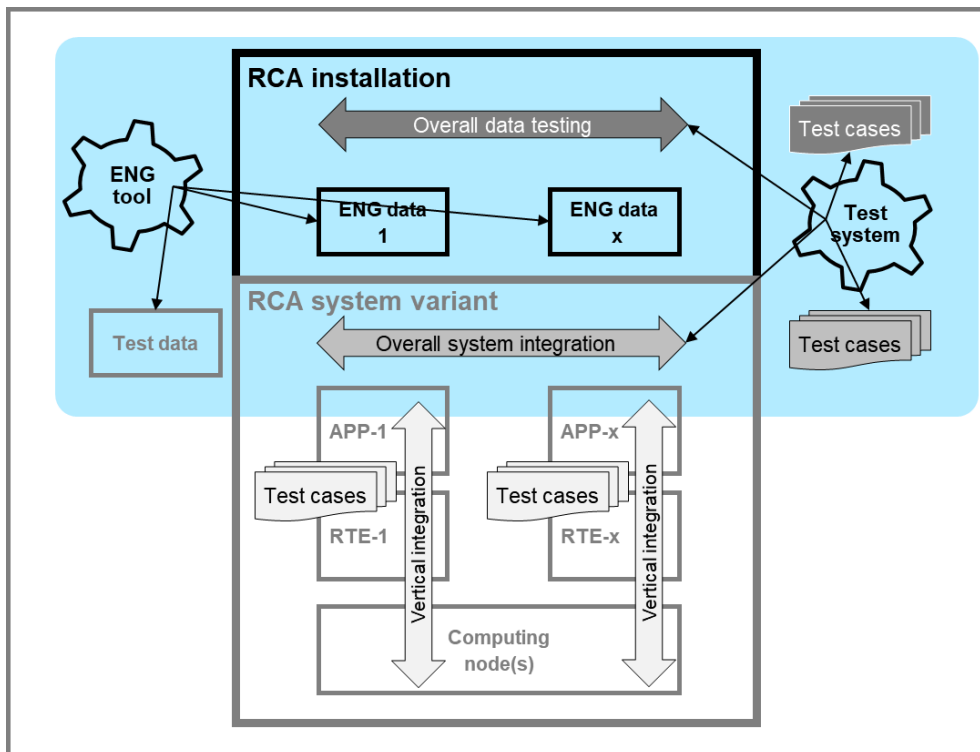 RCA installation
Overall data testing
Test cases
ENG
tool
ENG data
1
ENG data
x
Test
system
RCA system variant
Test data
Overall system integration
Test cases
APP-1
APP-x
Test cases
Test cases
RTE-1
RTE-x
Vertical integration
Vertical integration
Computing
node(s)